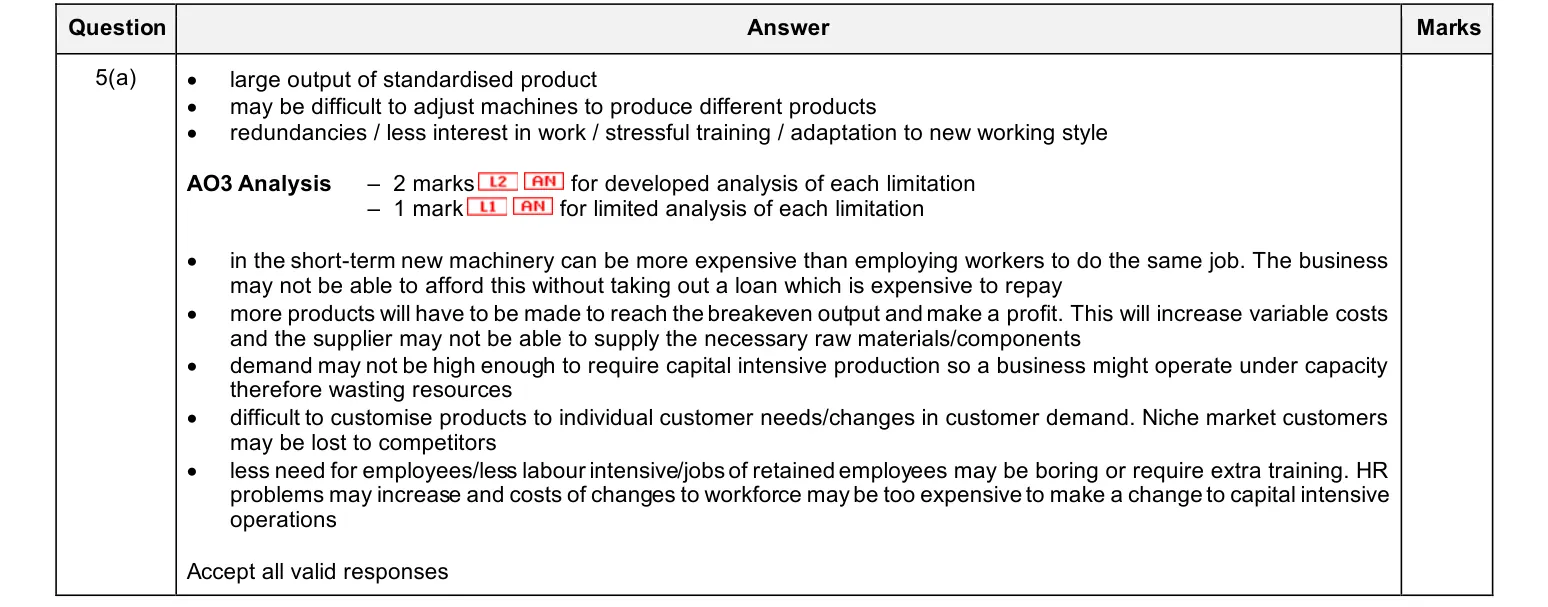 Question Answer Marks
5(a)
• large output of standardised product
• may be difficult to adjust machines to produce different products
• redundancies / less interest in work / stressful training / adaptation to new working style
AO3 Analysis – 2 marks L2 AN for developed analysis of each limitation
– 1 mark L1 AN for limited analysis of each limitation
• in the short-term new machinery can be more expensive than employing workers to do the same job. The business
may not be able to afford this without taking out a loan which is expensive to repay
• more products will have to be made to reach the breakeven output and make a profit. This will increase variable costs
and the supplier may not be able to supply the necessary raw materials/components
• demand may not be high enough to require capital intensive production so a business might operate under capacity
therefore wasting resources
• difficult to customise products to individual customer needs/changes in customer demand. Niche market customers
may be lost to competitors
• less need for employees/less labour intensive/jobs of retained employees may be boring or require extra training. HR
problems may increase and costs of changes to workforce may be too expensive to make a change to capital intensive
operations
Accept all valid responses